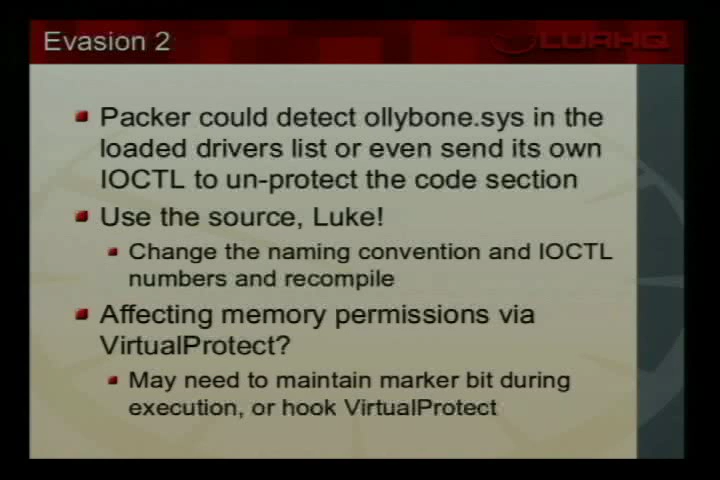 Evasion 2
LURHQ
Packer could detect ollybone.sys in the
loaded drivers list or even send its own
IOCTL to un-protect the code section
Use the source, Luke!
Change the naming convention and IOCTL
numbers and recompile
Affecting memory permissions via
VirtualProtect?
May need to maintain marker bit during
execution, or hook VirtualProtect